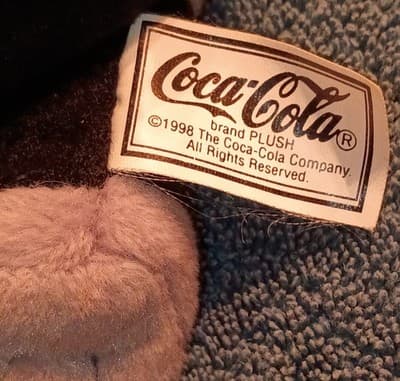 Coca-Cola®
brand PLUSH
©1998 The Coca-Cola Company.
All Rights Reserved.